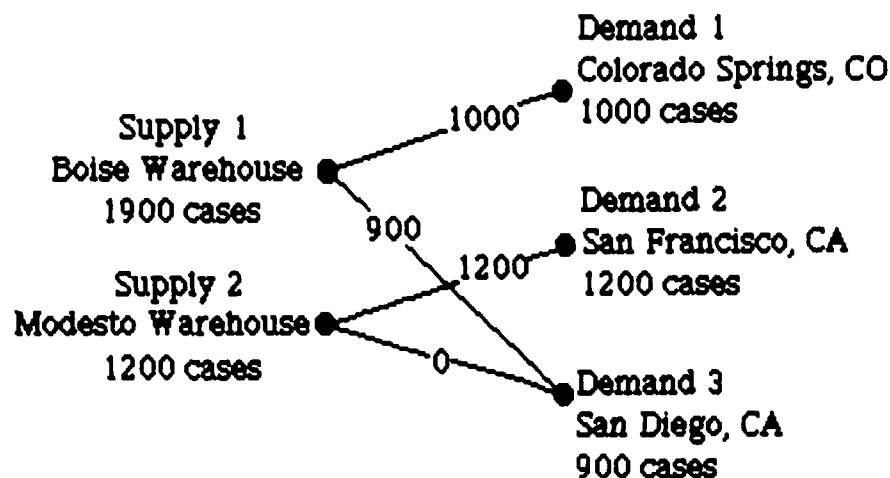 Supply 1
Boise Warehouse
1900 cases
Supply 2
Modesto Warehouse
1200 cases
1000
900
1200
0
Demand 1
Colorado Springs, CO
1000 cases
Demand 2
San Francisco, CA
1200 cases
Demand 3
San Diego, CA
900 cases